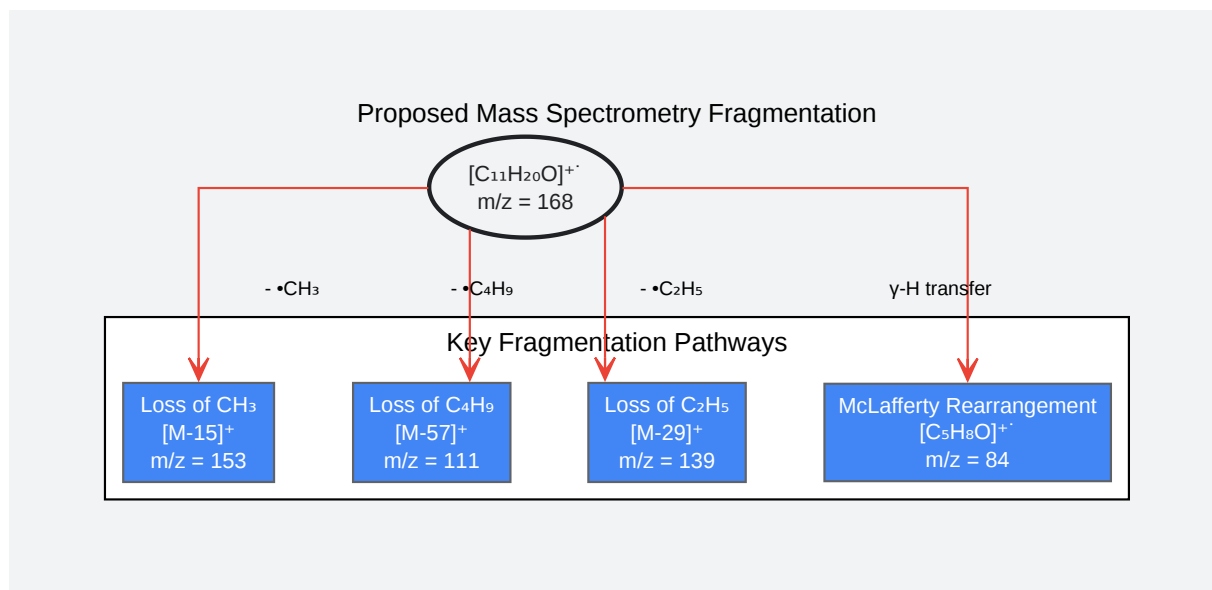 Proposed Mass Spectrometry Fragmentation
[C₁₁H₂₀O]⁺˙
m/z = 168
- •CH₃
- •C₄H₉
- •C₂H₅
γ-H transfer
Key Fragmentation Pathways
Loss of CH₃
[M-15]⁺
m/z = 153
Loss of C₄H₉
[M-57]⁺
m/z = 111
Loss of C₂H₅
[M-29]⁺
m/z = 139
McLafferty Rearrangement
[C₅H₈O]⁺˙
m/z = 84